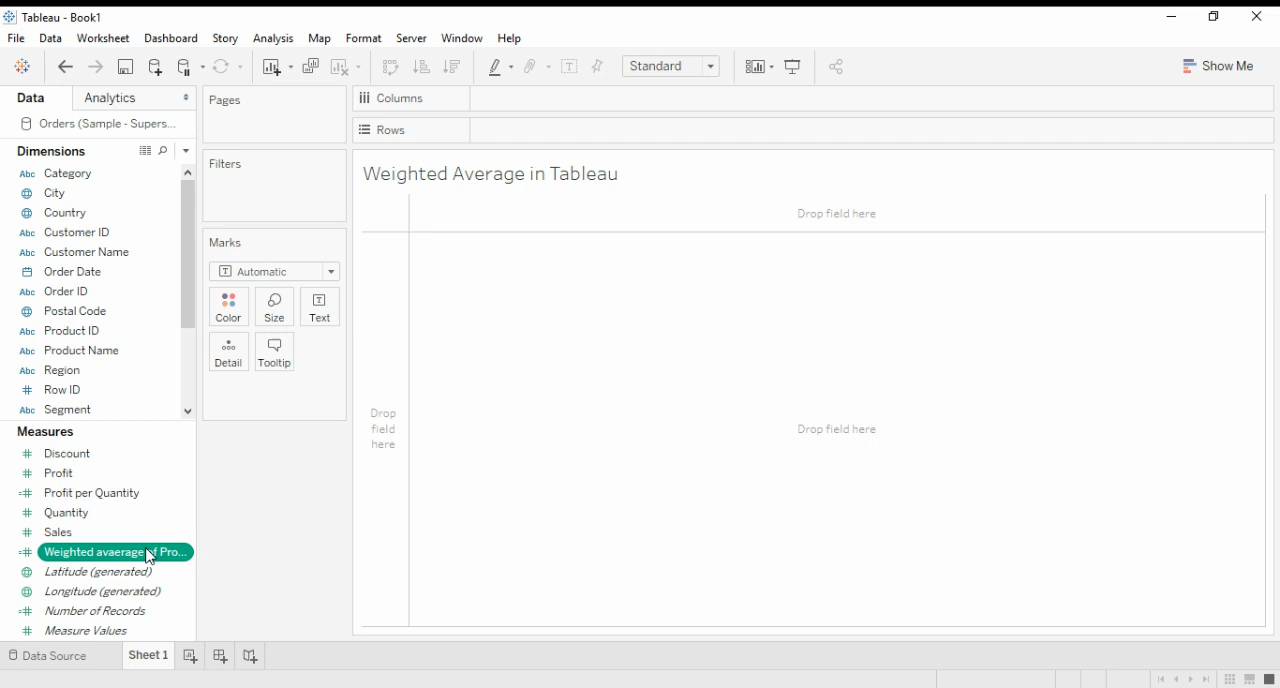 Tableau - Book1
File Data Worksheet Dashboard Story Analysis Map Format Server Window Help
Standard
Show Me
Data Analytics
Orders (Sample - Supers...
Dimensions
Abc Category
City
Country
Abc Customer ID
Abc Customer Name
Order Date
Abc Order ID
Postal Code
Abc Product ID
Abc Product Name
Abc Region
# Row ID
Abc Segment
Measures
# Discount
# Profit
=# Profit per Quantity
# Quantity
# Sales
=# Weighted avaerage of Pro...
Latitude (generated)
Longitude (generated)
=# Number of Records
# Measure Values
Pages
Filters
Marks
Automatic
Color Size Text
Detail Tooltip
Columns
Rows
Weighted Average in Tableau
Drop field here
Drop
field
here
Drop field here
Data Source Sheet 1